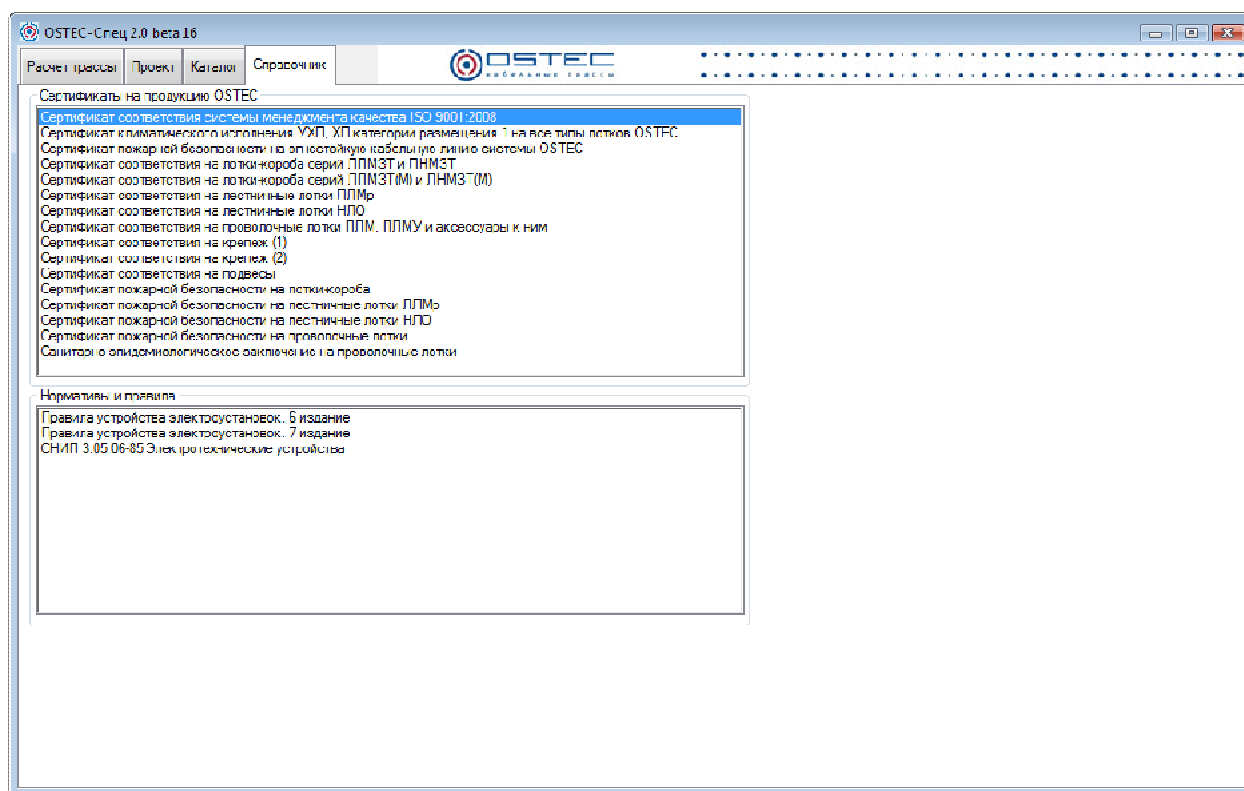 OSTEC-Спец 2.0 beta 16
Расчет трассы Проект Каталог Справочник
OSTEC
кабельные трассы
Сертификаты на продукцию OSTEC
Сертификат соответствия системы менеджмента качества ISO 9001:2008
Сертификат климатического исполнения УХЛ, ХЛ категории размещения 1 на все типы лотков OSTEC
Сертификат пожарной безопасности на огнестойкую кабельную линию системы OSTEC
Сертификат соответствия на лотки-короба серий ЛПМЗТ и ЛНМЗТ
Сертификат соответствия на лотки-короба серий ЛПМЗТ(М) и ЛНМЗТ(М)
Сертификат соответствия на лестничные лотки ЛЛМр
Сертификат соответствия на лестничные лотки НЛО
Сертификат соответствия на проволочные лотки ПЛМ, ПЛМУ и аксессуары к ним
Сертификат соответствия на крепеж (1)
Сертификат соответствия на крепеж (2)
Сертификат соответствия на подвесы
Сертификат пожарной безопасности на лотки-короба
Сертификат пожарной безопасности на лестничные лотки ЛЛМр
Сертификат пожарной безопасности на лестничные лотки НЛО
Сертификат пожарной безопасности на проволочные лотки
Санитарно эпидемиологическое заключение на проволочные лотки
Нормативы и правила
Правила устройства электроустановок. 6 издание
Правила устройства электроустановок. 7 издание
СНИП 3.05.06-85 Электротехнические устройства